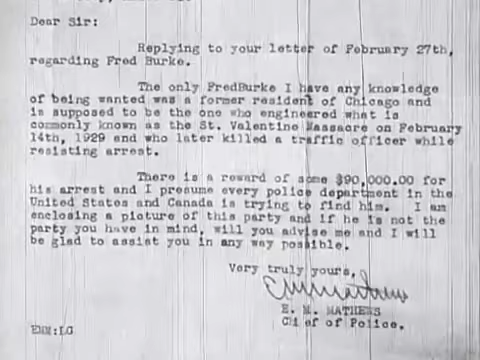 Dear Sir:
Replying to your letter of February 27th,
regarding Fred Burke.
The only FredBurke I have any knowledge
of being wanted was a former resident of Chicago and
is supposed to be the one who engineered what is
commonly known as the St. Valentine Massacre on February
14th, 1929 and who later killed a traffic officer while
resisting arrest.
There is a reward of some $90,000.00 for
his arrest and I presume every police department in the
United States and Canada is trying to find him. I am
enclosing a picture of this party and if he is not the
party you have in mind, will you advise me and I will
be glad to assist you in any way possible.
Very truly yours,
E. M. MATHEWS
Chief of Police.
EMM:LG